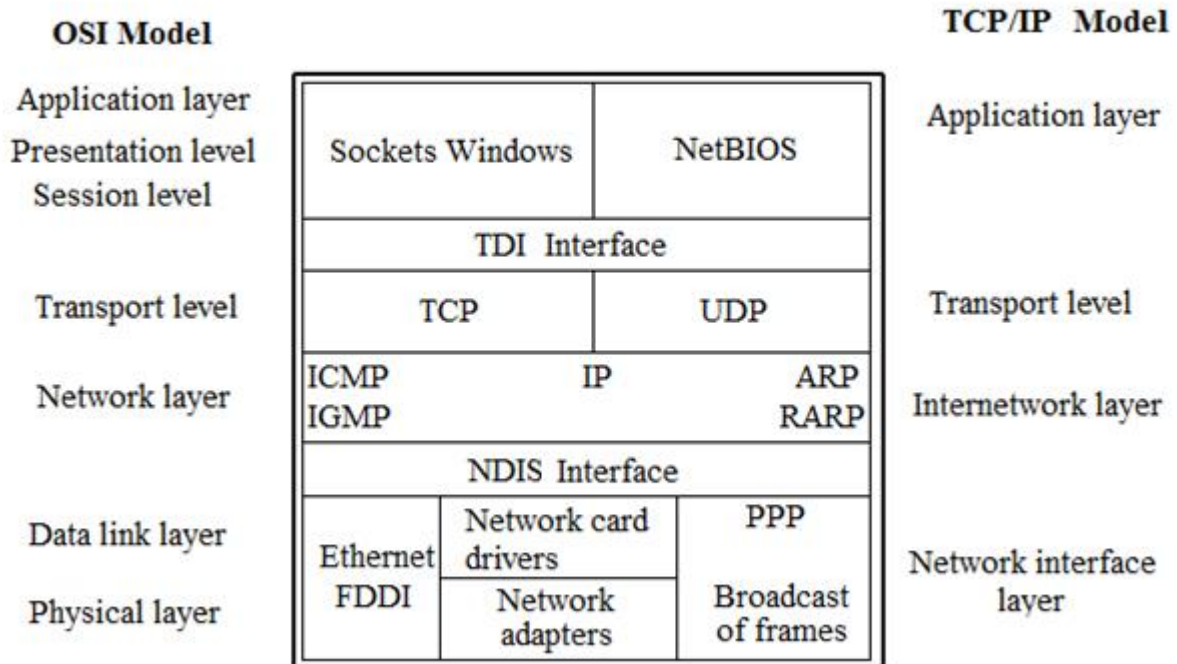 OSI Model
TCP/IP Model
Application layer
Presentation level
Session level
Sockets Windows
NetBIOS
Application layer
TDI Interface
Transport level
TCP
UDP
Transport level
Network layer
ICMP IP ARP
IGMP RARP
Internetwork layer
NDIS Interface
Data link layer
Physical layer
Ethernet
FDDI
Network card
drivers
Network
adapters
PPP
Broadcast
of frames
Network interface
layer